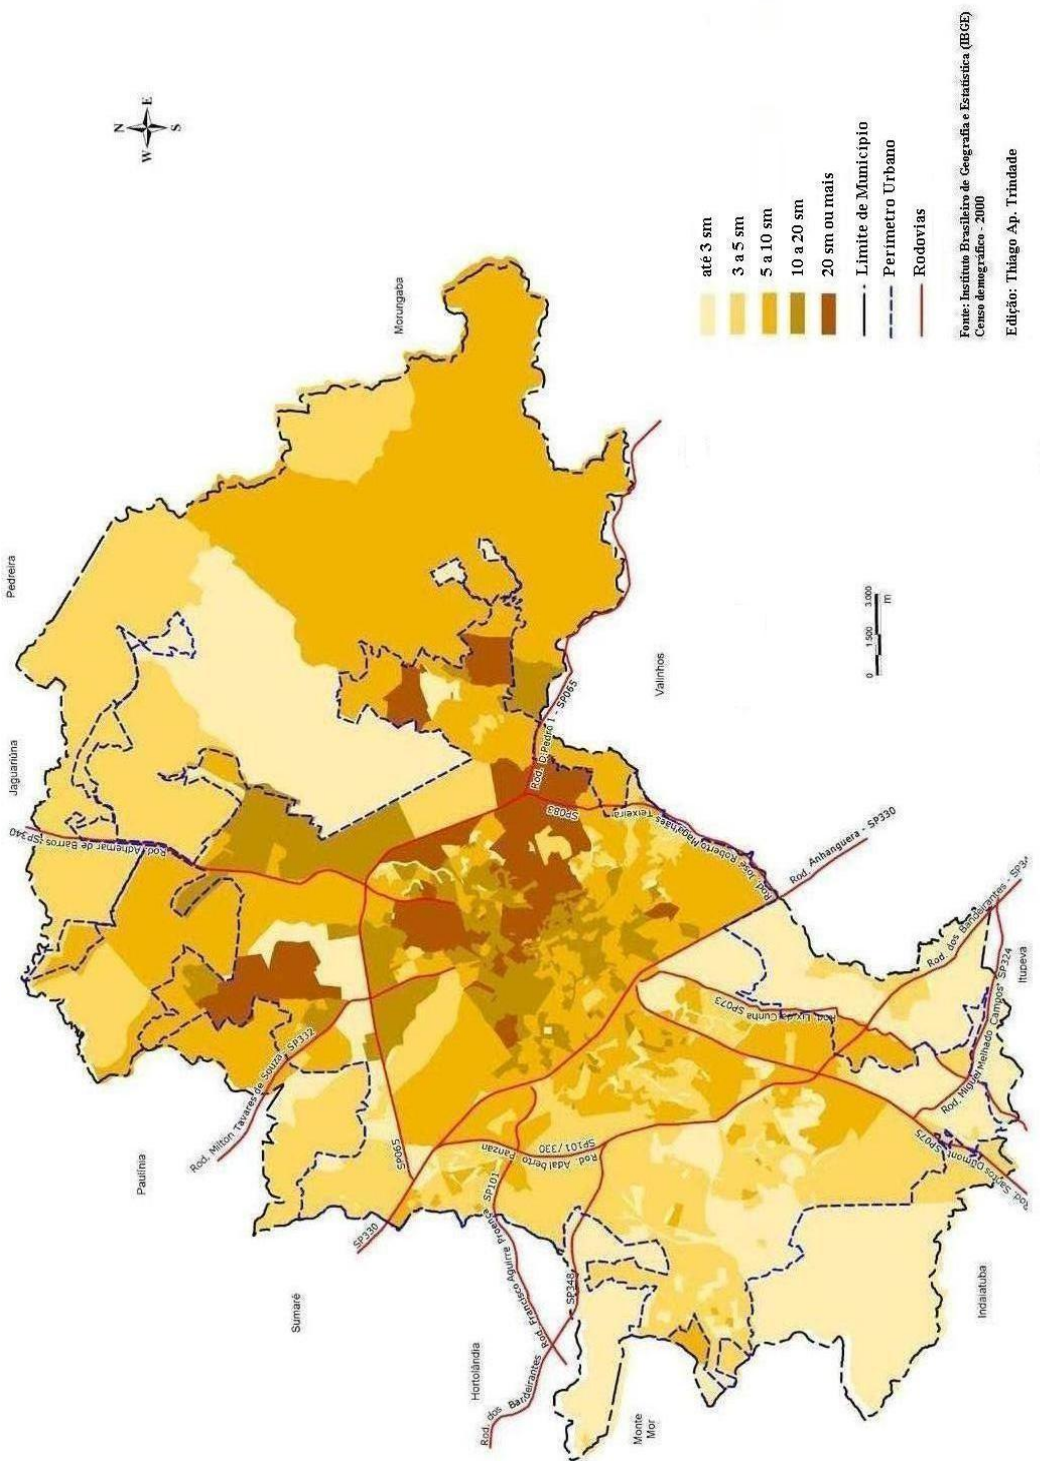 N
W E
S
Pedreira
Jaguariúna
Morungaba
Paulínia
Sumaré
Hortolândia
Monte
Mor
Indaiatuba
Itupeva
Valinhos
Rod. Adhemar de Barros SP340
Rod. Milton Tavares de Souza SP332
SP065
SP330
Rod. Adalberto Panzan
SP101/330
Rod. Francisco Aguirre Proença SP101
Rod. dos Bandeirantes SP348
Rod. D. Pedro I - SP065
SP083
Rod. José Roberto Magalhães Teixeira
Rod. Anhanguera - SP330
Rod. dos Bandeirantes - SP34
Rod. Lix da Cunha SP073
Rod. Miguel Melhado Campos SP324
SP075
Rod. Santos Dumont
0 1.500 3.000
m
até 3 sm
3 a 5 sm
5 a 10 sm
10 a 20 sm
20 sm ou mais
Limite de Município
Perímetro Urbano
Rodovias
Fonte: Instituto Brasileiro de Geografia e Estatística (IBGE)
Censo demográfico - 2000
Edição: Thiago Ap. Trindade